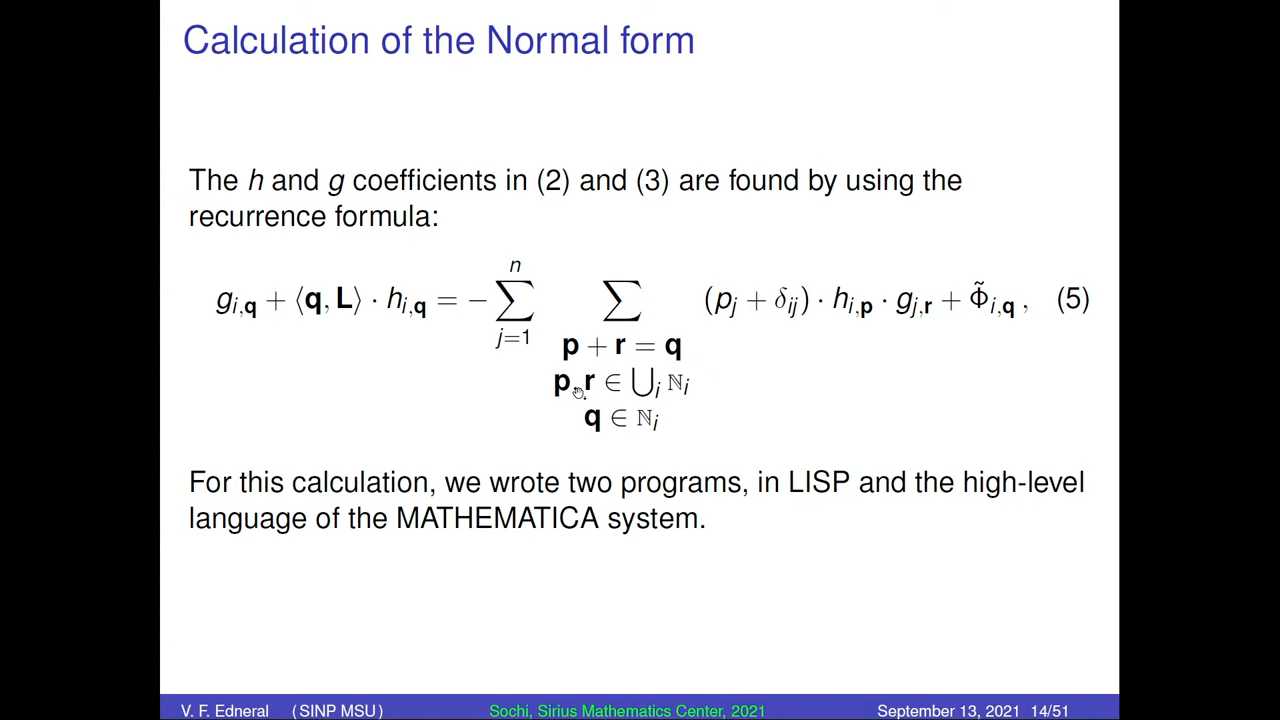 Calculation of the Normal form
The h and g coefficients in (2) and (3) are found by using the
recurrence formula:
g_{i,q} + ⟨q, L⟩ · h_{i,q} = − ∑_{j=1}^{n} ∑_{p + r = q; p, r ∈ ⋃_i ℕ_i; q ∈ ℕ_i} (p_j + δ_{ij}) · h_{i,p} · g_{j,r} + Φ̃_{i,q} , (5)
For this calculation, we wrote two programs, in LISP and the high-level
language of the MATHEMATICA system.
V. F. Edneral (SINP MSU) Sochi, Sirius Mathematics Center, 2021 September 13, 2021 14/51